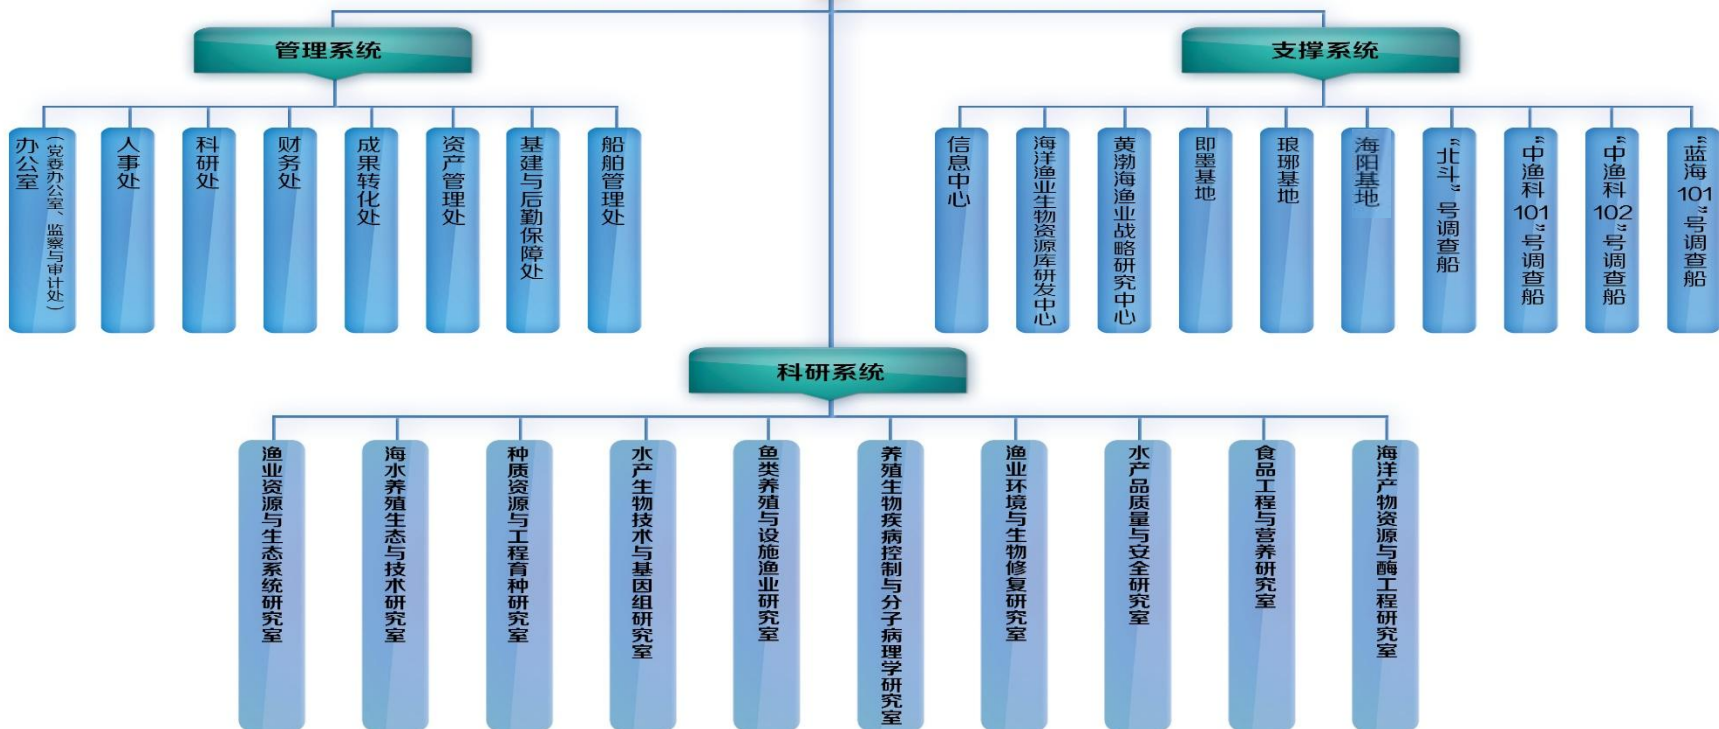 管理系统
支撑系统
办公室
(党委办公室、监察与审计处)
人事处
科研处
财务处
成果转化处
资产管理处
基建与后勤保障处
船舶管理处
信息中心
海洋渔业生物资源库研发中心
黄渤海渔业战略研究中心
即墨基地
琅琊基地
海阳基地
“北斗”号调查船
“中渔科101”号调查船
“中渔科102”号调查船
“蓝海101”号调查船
科研系统
渔业资源与生态系统研究室
海水养殖生态与技术研究室
种质资源与工程育种研究室
水产生物技术与基因组研究室
鱼类养殖与设施渔业研究室
养殖生物疾病控制与分子病理学研究室
渔业环境与生物修复研究室
水产品质量与安全研究室
食品工程与营养研究室
海洋产物资源与酶工程研究室